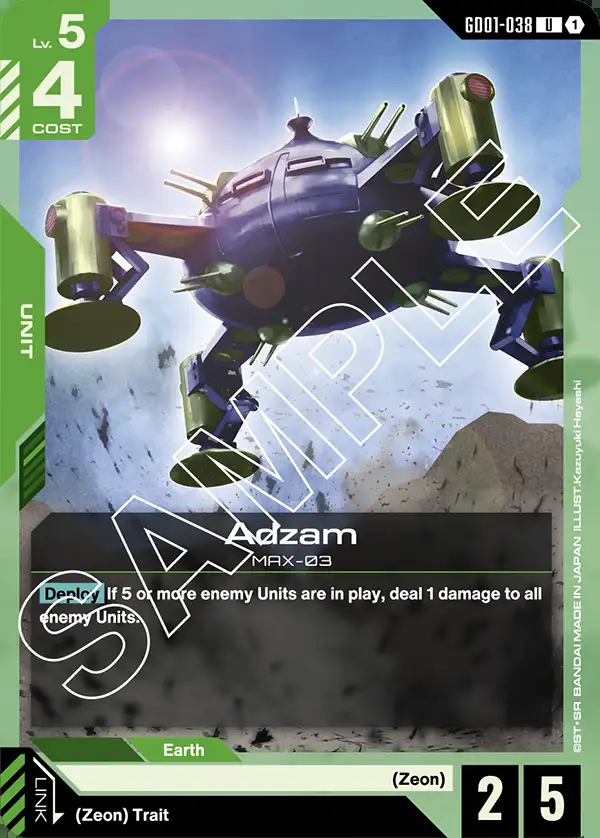 Lv. 5
4
COST
GD01-038 U 1
UNIT
Adzam
MAX-03
Deploy If 5 or more enemy Units are in play, deal 1 damage to all
enemy Units.
SAMPLE
Earth
(Zeon)
LINK
(Zeon) Trait
2 5
©ST·SR BANDAI MADE IN JAPAN ILLUST.Kazuyuki Hayashi